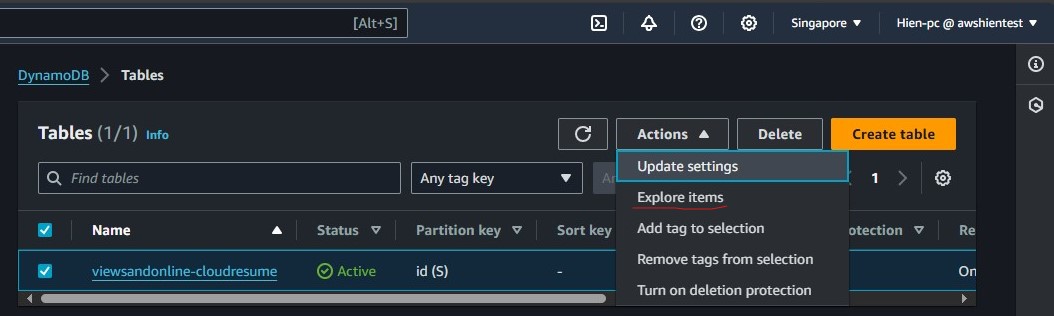 [Alt+S] Singapore ▼ Hien-pc @ awshientest ▼
DynamoDB > Tables
Tables (1/1) Info Actions ▲ Delete Create table
Find tables Any tag key ▼ An 1
Update settings
Explore items
Add tag to selection
Remove tags from selection
Turn on deletion protection
Name ▲ Status Partition key Sort key otection Re
viewsandonline-cloudresume Active id (S) - On